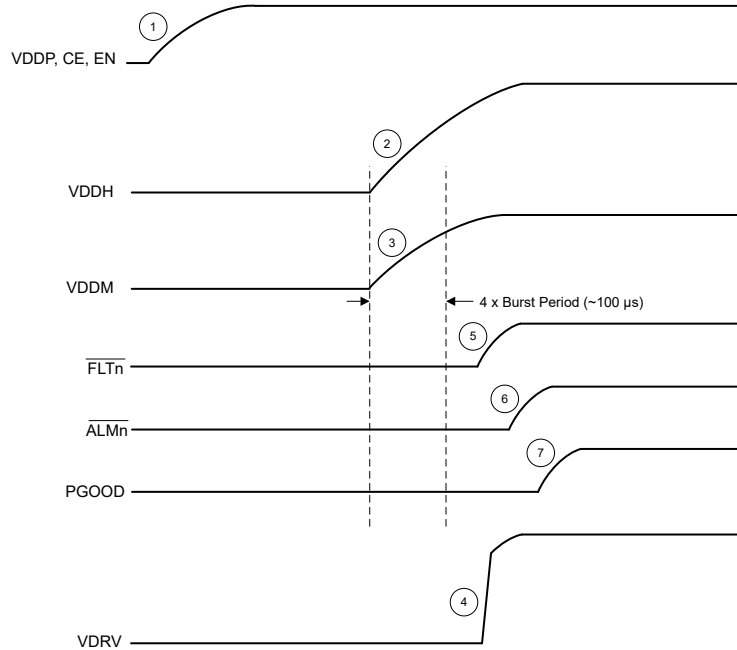 1
VDDP, CE, EN
2
VDDH
3
VDDM
4 x Burst Period (~100 µs)
5
FLTn
6
ALMn
7
PGOOD
4
VDRV